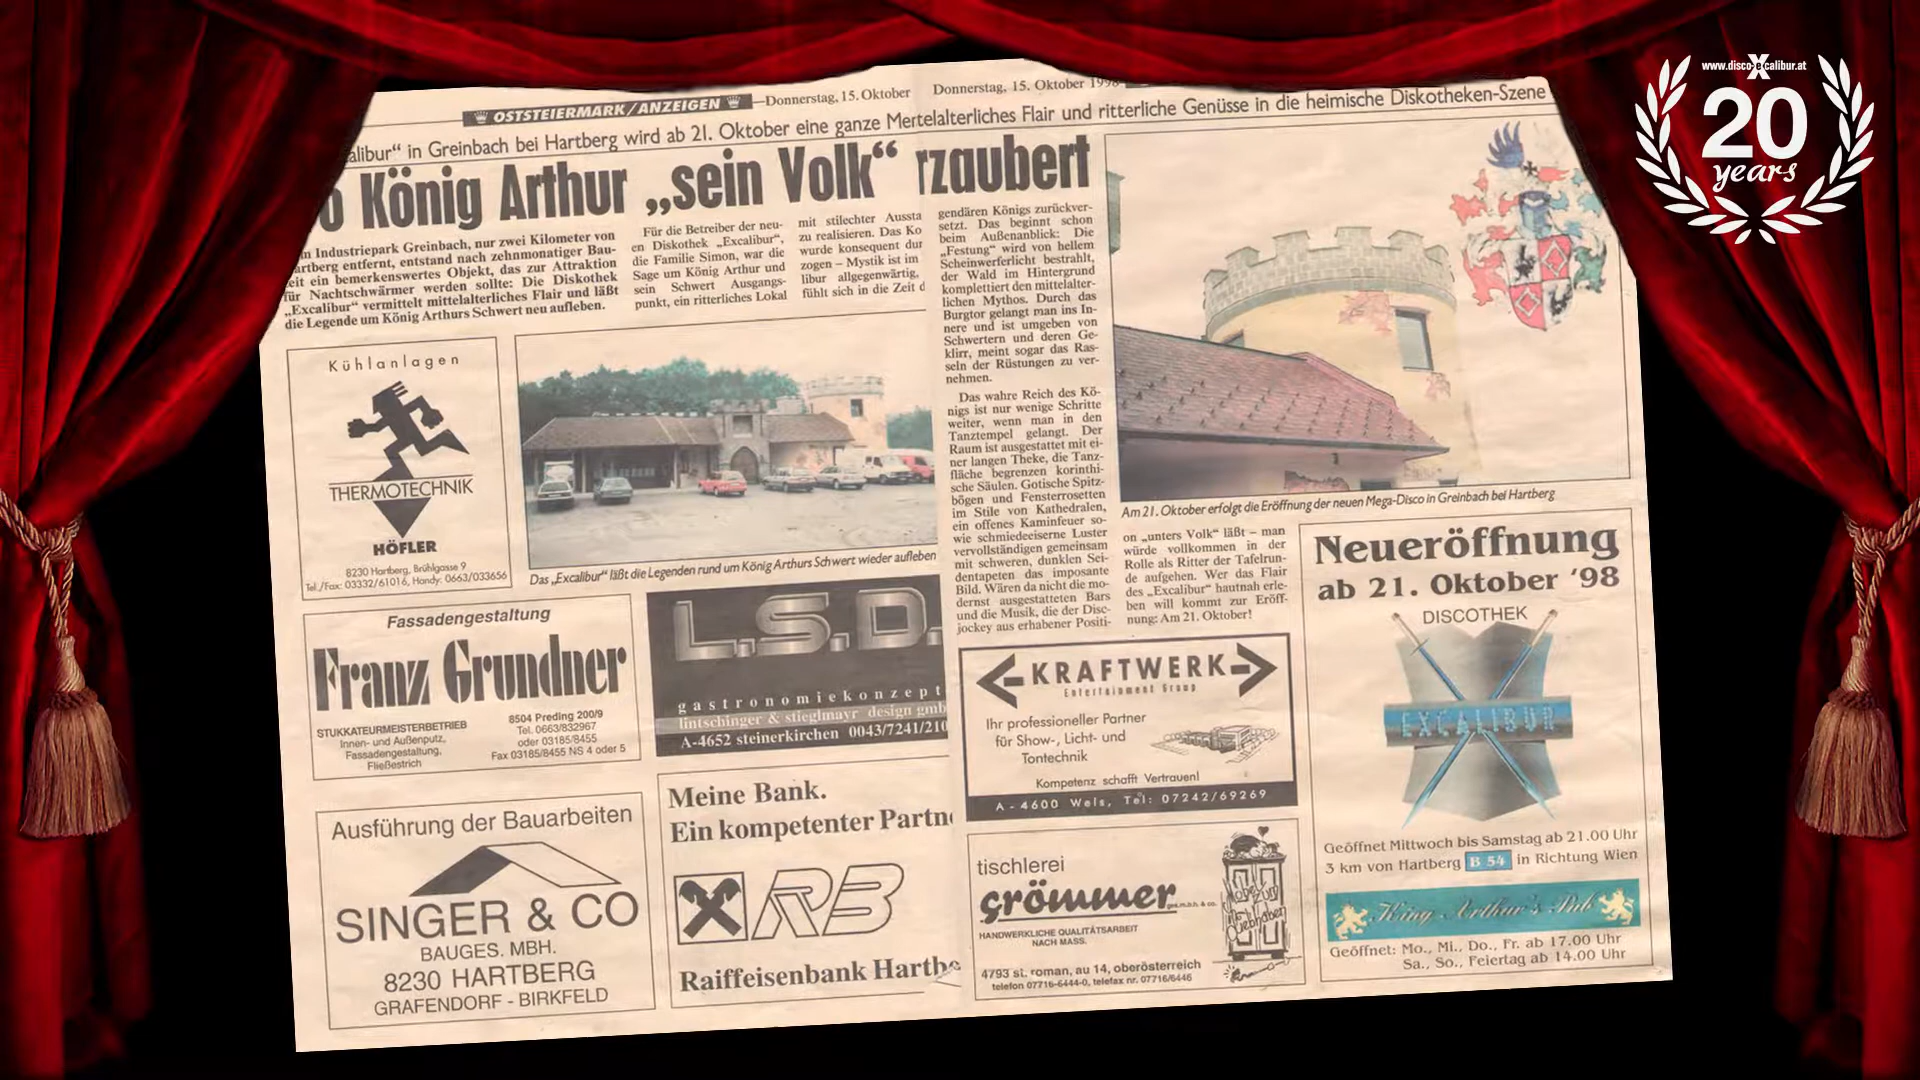 www.discoexcalibur.at
20
years
OSTSTEIERMARK/ANZEIGEN
Donnerstag, 15. Oktober
Donnerstag, 15. Oktober 1998
alibur“ in Greinbach bei Hartberg wird ab 21. Oktober eine ganze Mertelalterliches Flair und ritterliche Genüsse in die heimische Diskotheken-Szene
o König Arthur „sein Volk“ rzaubert
m Industriepark Greinbach, nur zwei Kilometer von
artberg entfernt, entstand nach zehnmonatiger Bau-
eit ein bemerkenswertes Objekt, das zur Attraktion
für Nachtschwärmer werden sollte: Die Diskothek
„Excalibur“ vermittelt mittelalterliches Flair und läßt
die Legende um König Arthurs Schwert neu aufleben.
Für die Betreiber der neu-
en Diskothek „Excalibur“,
die Familie Simon, war die
Sage um König Arthur und
sein Schwert Ausgangs-
punkt, ein ritterliches Lokal
mit stilechter Aussta
zu realisieren. Das Ko
wurde konsequent dur
zogen – Mystik ist im
libur allgegenwärtig,
fühlt sich in die Zeit d
gendären Königs zurückver-
setzt. Das beginnt schon
beim Außenanblick: Die
„Festung“ wird von hellem
Scheinwerferlicht bestrahlt,
der Wald im Hintergrund
komplettiert den mittelalter-
lichen Mythos. Durch das
Burgtor gelangt man ins In-
nere und ist umgeben von
Schwertern und deren Ge-
klirr, meint sogar das Ras-
seln der Rüstungen zu ver-
nehmen.
Das wahre Reich des Kö-
nigs ist nur wenige Schritte
weiter, wenn man in den
Tanztempel gelangt. Der
Raum ist ausgestattet mit ei-
ner langen Theke, die Tanz-
fläche begrenzen korinthi-
sche Säulen. Gotische Spitz-
bögen und Fensterrosetten
im Stile von Kathedralen,
ein offenes Kaminfeuer so-
wie schmiedeeiserne Luster
vervollständigen gemeinsam
mit schweren, dunklen Sei-
dentapeten das imposante
Bild. Wären da nicht die mo-
dernst ausgestatteten Bars
und die Musik, die der Disc-
jockey aus erhabener Positi-
on „unters Volk“ läßt – man
würde vollkommen in der
Rolle als Ritter der Tafelrun-
de aufgehen. Wer das Flair
des „Excalibur“ hautnah erle-
ben will kommt zur Eröff-
nung: Am 21. Oktober!
Das „Excalibur“ läßt die Legenden rund um König Arthurs Schwert wieder aufleben
Am 21. Oktober erfolgt die Eröffnung der neuen Mega-Disco in Greinbach bei Hartberg
Kühlanlagen
THERMOTECHNIK
HÖFLER
8230 Hartberg, Brühlgasse 9
Tel./Fax: 03332/61016, Handy: 0663/033656
Fassadengestaltung
Franz Grundner
STUKKATEURMEISTERBETRIEB
Innen- und Außenputz,
Fassadengestaltung,
Fließestrich
8504 Preding 200/9
Tel. 0663/832967
oder 03185/8455
Fax 03185/8455 NS 4 oder 5
L.S.D.
gastronomiekonzept
lintschinger & stieglmayr design gmb
A-4652 steinerkirchen 0043/7241/210
Ausführung der Bauarbeiten
SINGER & CO
BAUGES. MBH.
8230 HARTBERG
GRAFENDORF - BIRKFELD
Meine Bank.
Ein kompetenter Partne
RB
Raiffeisenbank Hartbe
KRAFTWERK
Entertainment Group
Ihr professioneller Partner
für Show-, Licht- und
Tontechnik
Kompetenz schafft Vertrauen!
A-4600 Wels, Tel: 07242/69269
tischlerei
grömmer
ges.m.b.h. & co.
HANDWERKLICHE QUALITÄTSARBEIT
NACH MASS.
4793 st. roman, au 14, oberösterreich
telefon 07716-6444-0, telefax nr. 07716/6446
Neueröffnung
ab 21. Oktober '98
DISCOTHEK
EXCALIBUR
Geöffnet Mittwoch bis Samstag ab 21.00 Uhr
3 km von Hartberg B 54 in Richtung Wien
King Arthur's Pub
Geöffnet: Mo., Mi., Do., Fr. ab 17.00 Uhr
Sa., So., Feiertag ab 14.00 Uhr